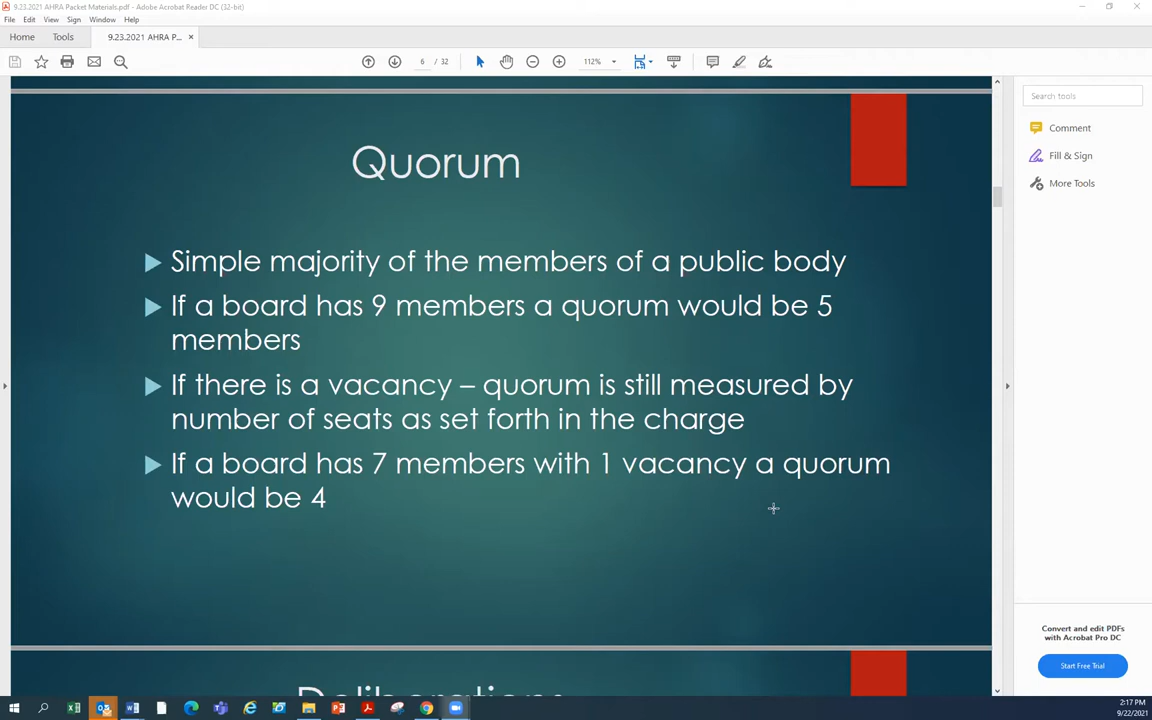 9.23.2021 AHRA Packet Materials.pdf - Adobe Acrobat Reader DC (32-bit)
File Edit View Sign Window Help
Home Tools 9.23.2021 AHRA P... ×
6 / 32 112%
Quorum
Simple majority of the members of a public body
If a board has 9 members a quorum would be 5
members
If there is a vacancy – quorum is still measured by
number of seats as set forth in the charge
If a board has 7 members with 1 vacancy a quorum
would be 4
Deliberations
Search tools
Comment
Fill & Sign
More Tools
Convert and edit PDFs
with Acrobat Pro DC
Start Free Trial
2:17 PM
9/22/2021